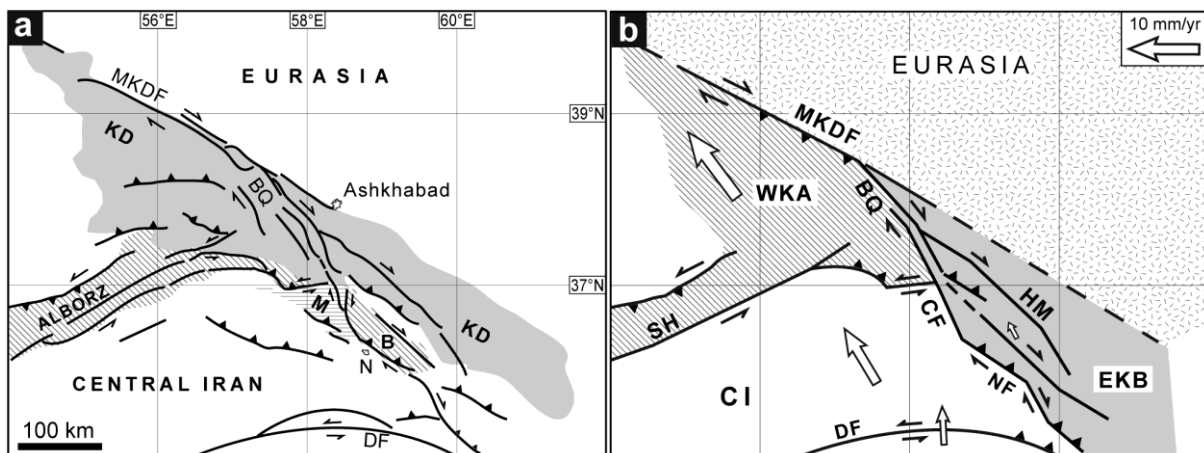 a
56°E
58°E
60°E
EURASIA
MKDF
39°N
KD
BQ
Ashkhabad
37°N
ALBORZ
M
KD
B
N
CENTRAL IRAN
100 km
DF
b
10 mm/yr
EURASIA
MKDF
WKA
BQ
HM
SH
CF
EKB
NF
CI
DF